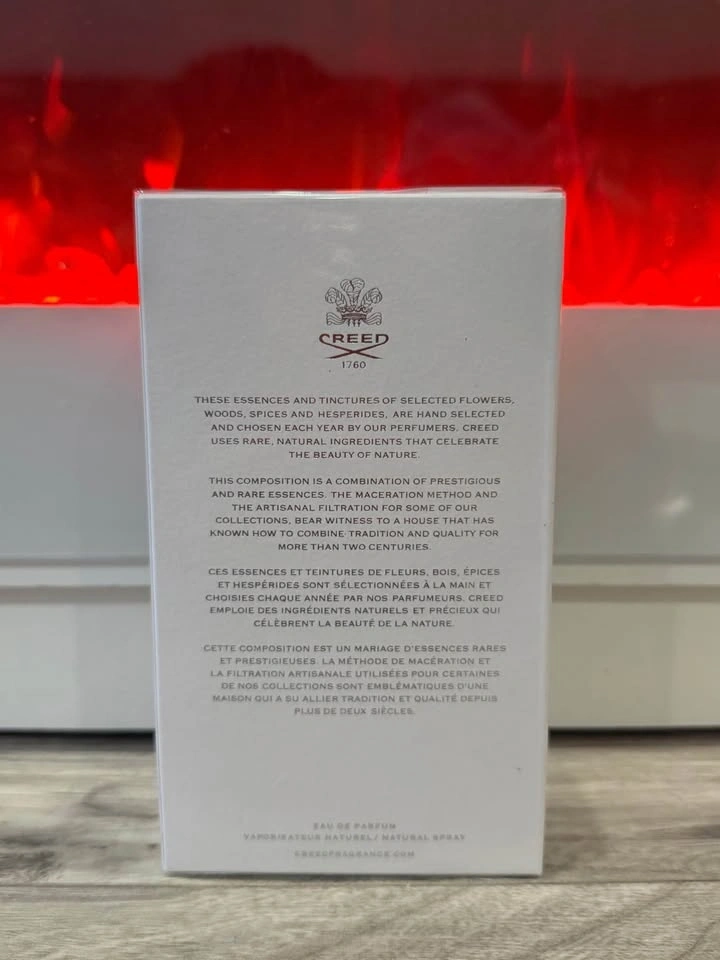 CREED
1760
THESE ESSENCES AND TINCTURES OF SELECTED FLOWERS,
WOODS, SPICES AND HESPERIDES, ARE HAND SELECTED
AND CHOSEN EACH YEAR BY OUR PERFUMERS. CREED
USES RARE, NATURAL INGREDIENTS THAT CELEBRATE
THE BEAUTY OF NATURE.
THIS COMPOSITION IS A COMBINATION OF PRESTIGIOUS
AND RARE ESSENCES. THE MACERATION METHOD AND
THE ARTISANAL FILTRATION FOR SOME OF OUR
COLLECTIONS, BEAR WITNESS TO A HOUSE THAT HAS
KNOWN HOW TO COMBINE TRADITION AND QUALITY FOR
MORE THAN TWO CENTURIES.
CES ESSENCES ET TEINTURES DE FLEURS, BOIS, ÉPICES
ET HESPÉRIDES SONT SÉLECTIONNÉES À LA MAIN ET
CHOISIES CHAQUE ANNÉE PAR NOS PARFUMEURS. CREED
EMPLOIE DES INGRÉDIENTS NATURELS ET PRÉCIEUX QUI
CÉLÈBRENT LA BEAUTÉ DE LA NATURE.
CETTE COMPOSITION EST UN MARIAGE D'ESSENCES RARES
ET PRESTIGIEUSES. LA MÉTHODE DE MACÉRATION ET
LA FILTRATION ARTISANALE UTILISÉES POUR CERTAINES
DE NOS COLLECTIONS SONT EMBLÉMATIQUES D'UNE
MAISON QUI A SU ALLIER TRADITION ET QUALITÉ DEPUIS
PLUS DE DEUX SIÈCLES.
EAU DE PARFUM
VAPORISATEUR NATUREL / NATURAL SPRAY
CREEDFRAGRANCE.COM